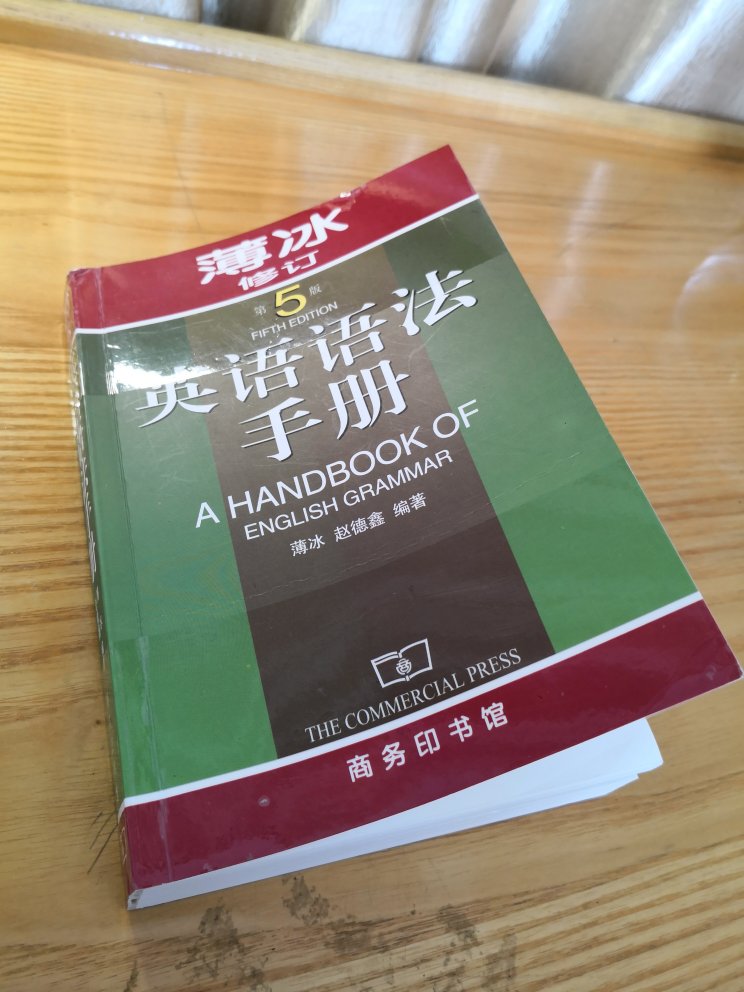 薄冰
修订
第5版
FIFTH EDITION
英语语法
手册
A HANDBOOK OF
ENGLISH GRAMMAR
薄冰 赵德鑫 编著
THE COMMERCIAL PRESS
商务印书馆